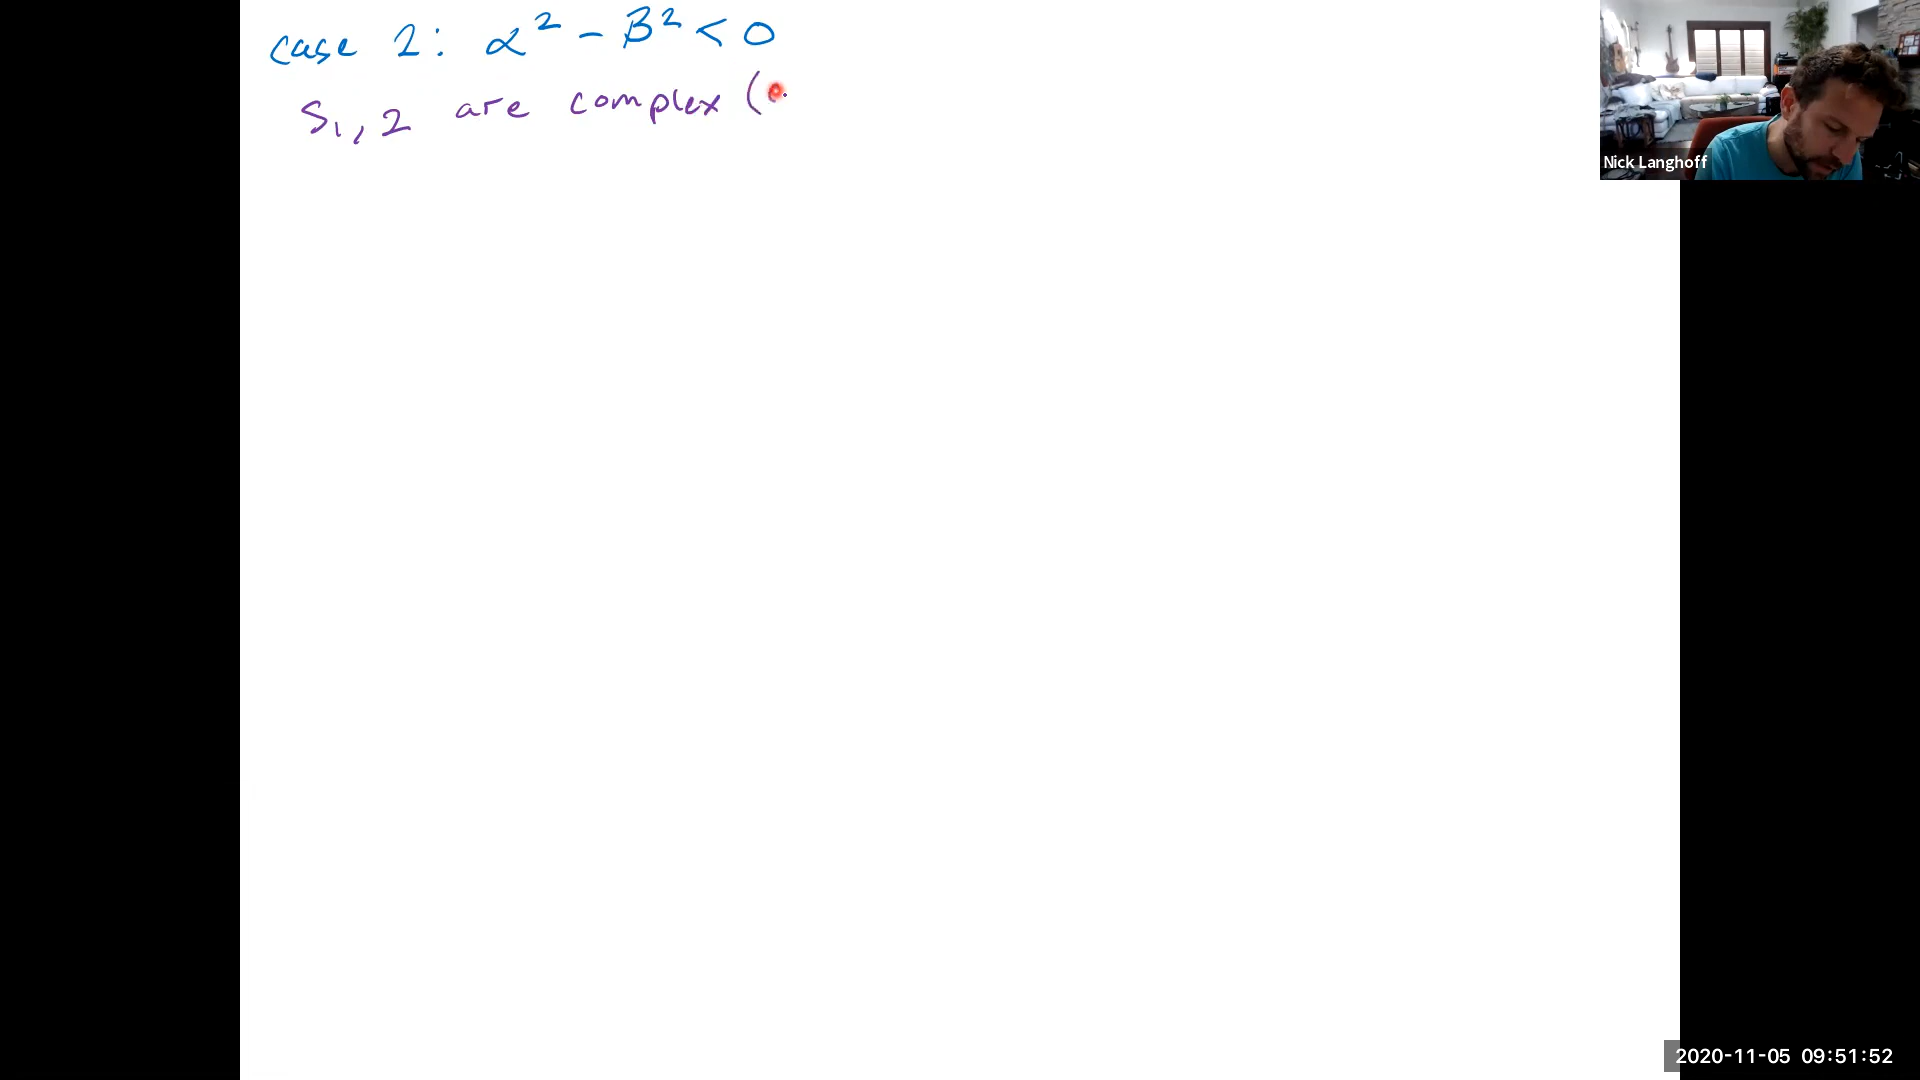 case 2: α² - β² < 0
S₁,₂ are complex (
Nick Langhoff
2020-11-05 09:51:52